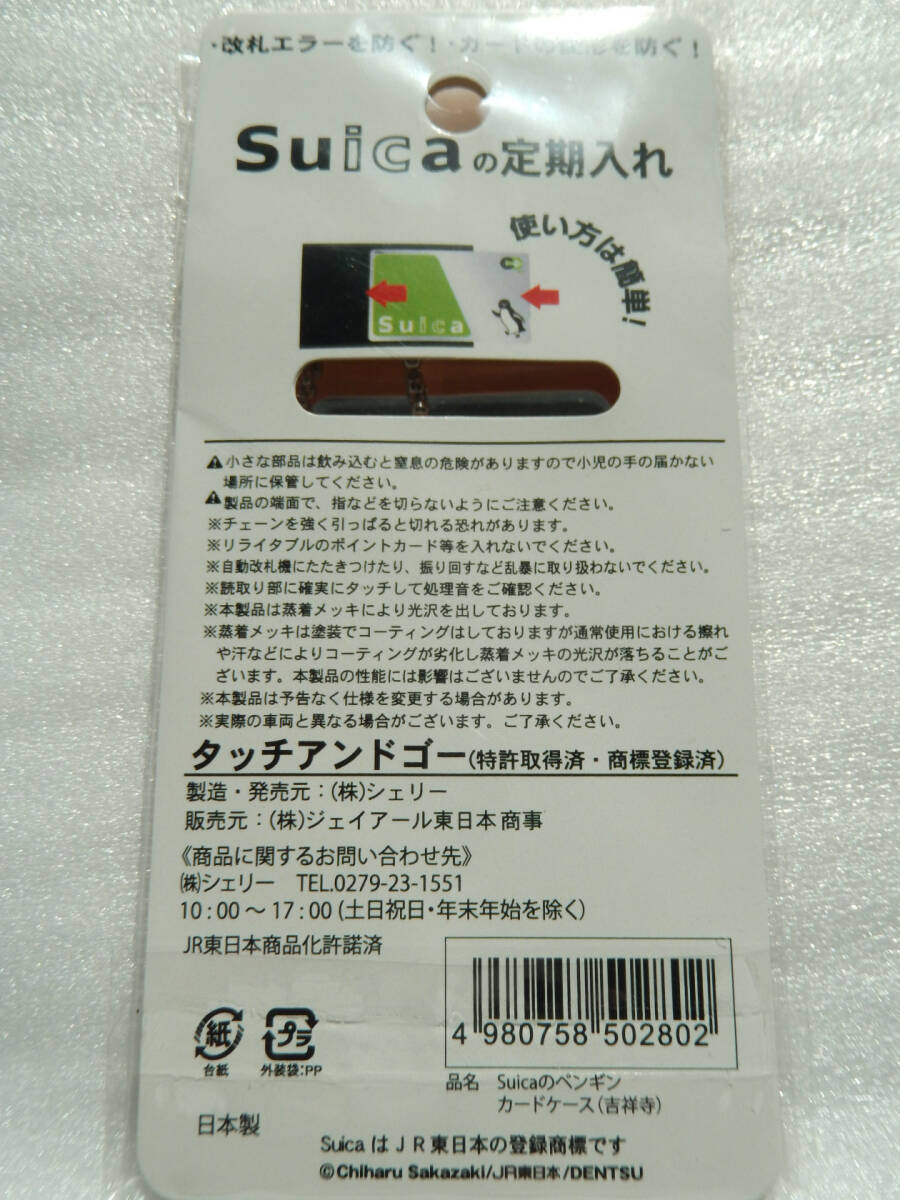 ・改札エラーを防ぐ！・カードの変形を防ぐ！
Suicaの定期入れ
使い方は簡単！
Suica
⚠小さな部品は飲み込むと窒息の危険がありますので小児の手の届かない
場所に保管してください。
⚠製品の端面で、指などを切らないようにご注意ください。
※チェーンを強く引っぱると切れる恐れがあります。
※リライタブルのポイントカード等を入れないでください。
※自動改札機にたたきつけたり、振り回すなど乱暴に取り扱わないでください。
※読取り部に確実にタッチして処理音をご確認ください。
※本製品は蒸着メッキにより光沢を出しております。
※蒸着メッキは塗装でコーティングはしておりますが通常使用における擦れ
や汗などによりコーティングが劣化し蒸着メッキの光沢が落ちることがご
ざいます。本製品の性能には影響はございませんのでご了承ください。
※本製品は予告なく仕様を変更する場合があります。
※実際の車両と異なる場合がございます。ご了承ください。
タッチアンドゴー(特許取得済・商標登録済)
製造・発売元：(株)シェリー
販売元：(株)ジェイアール東日本商事
《商品に関するお問い合わせ先》
㈱シェリー TEL.0279-23-1551
10：00～17：00(土日祝日・年末年始を除く)
JR東日本商品化許諾済
4 980758 502802
紙
台紙
プラ
外装袋:PP
品名 Suicaのペンギン
カードケース(吉祥寺)
日本製
Suica はＪＲ東日本の登録商標です
©Chiharu Sakazaki/JR東日本/DENTSU